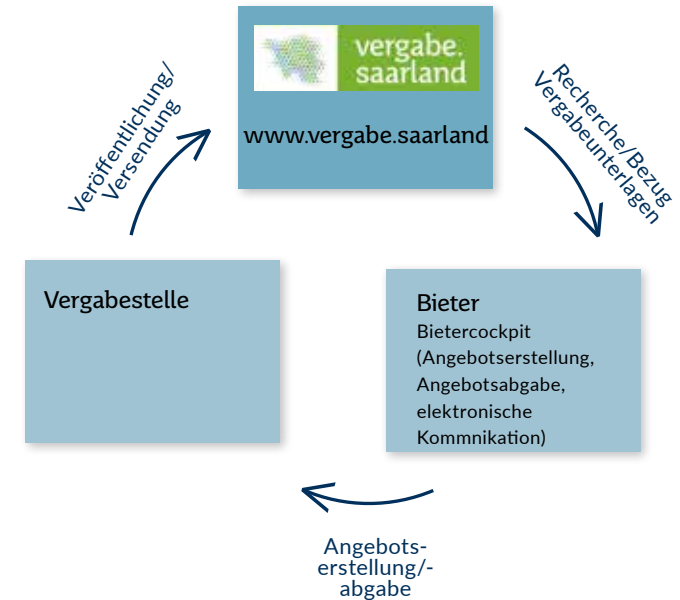 vergabe.
saarland
www.vergabe.saarland
Veröffentlichung/
Versendung
Recherche/Bezug
Vergabeunterlagen
Vergabestelle
Bieter
Bietercockpit
(Angebotserstellung,
Angebotsabgabe,
elektronische
Kommnikation)
Angebots-
erstellung/-
abgabe